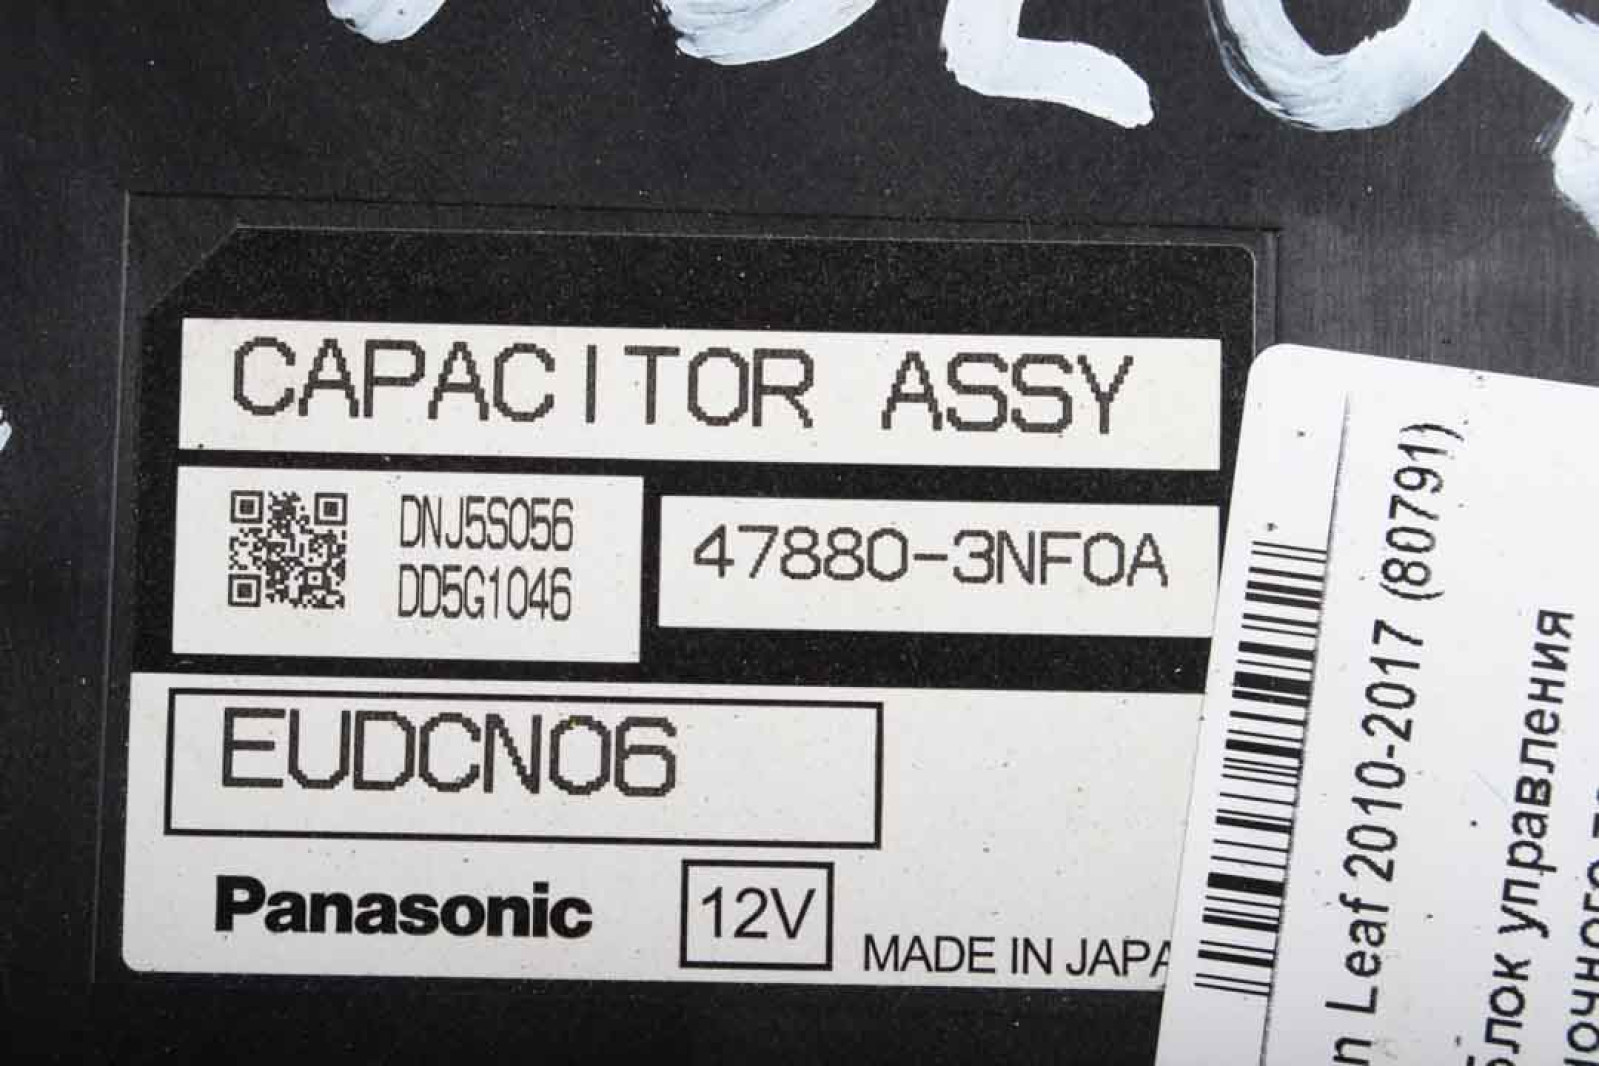 CAPACITOR ASSY
DNJ5S056
DD5G1046
47880-3NF0A
EUDCN06
Panasonic
12V
MADE IN JAPA
n Leaf 2010-2017 (80791)
блок управления